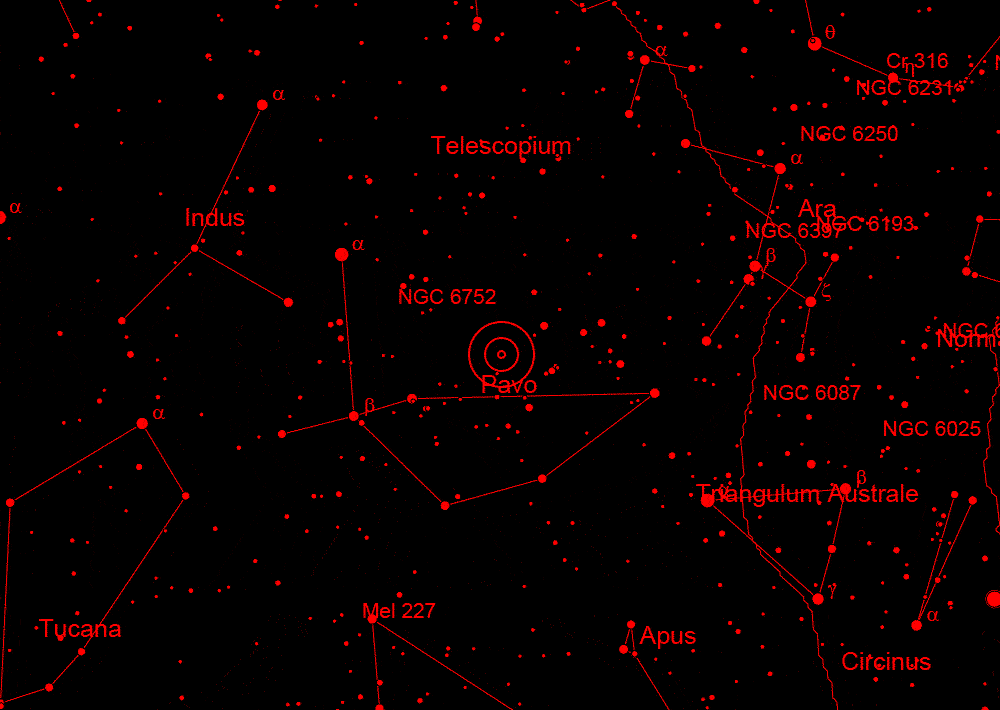 θ
α
Cr 316
η
NGC 6231
α
NGC 6250
Telescopium
α
α
Ara
Indus
NGC 6193
NGC 6397
α
β
ζ
NGC 6752
Norma
Pavo
NGC 6087
β
α
NGC 6025
β
Triangulum Australe
γ
Mel 227
α
Tucana
Apus
Circinus